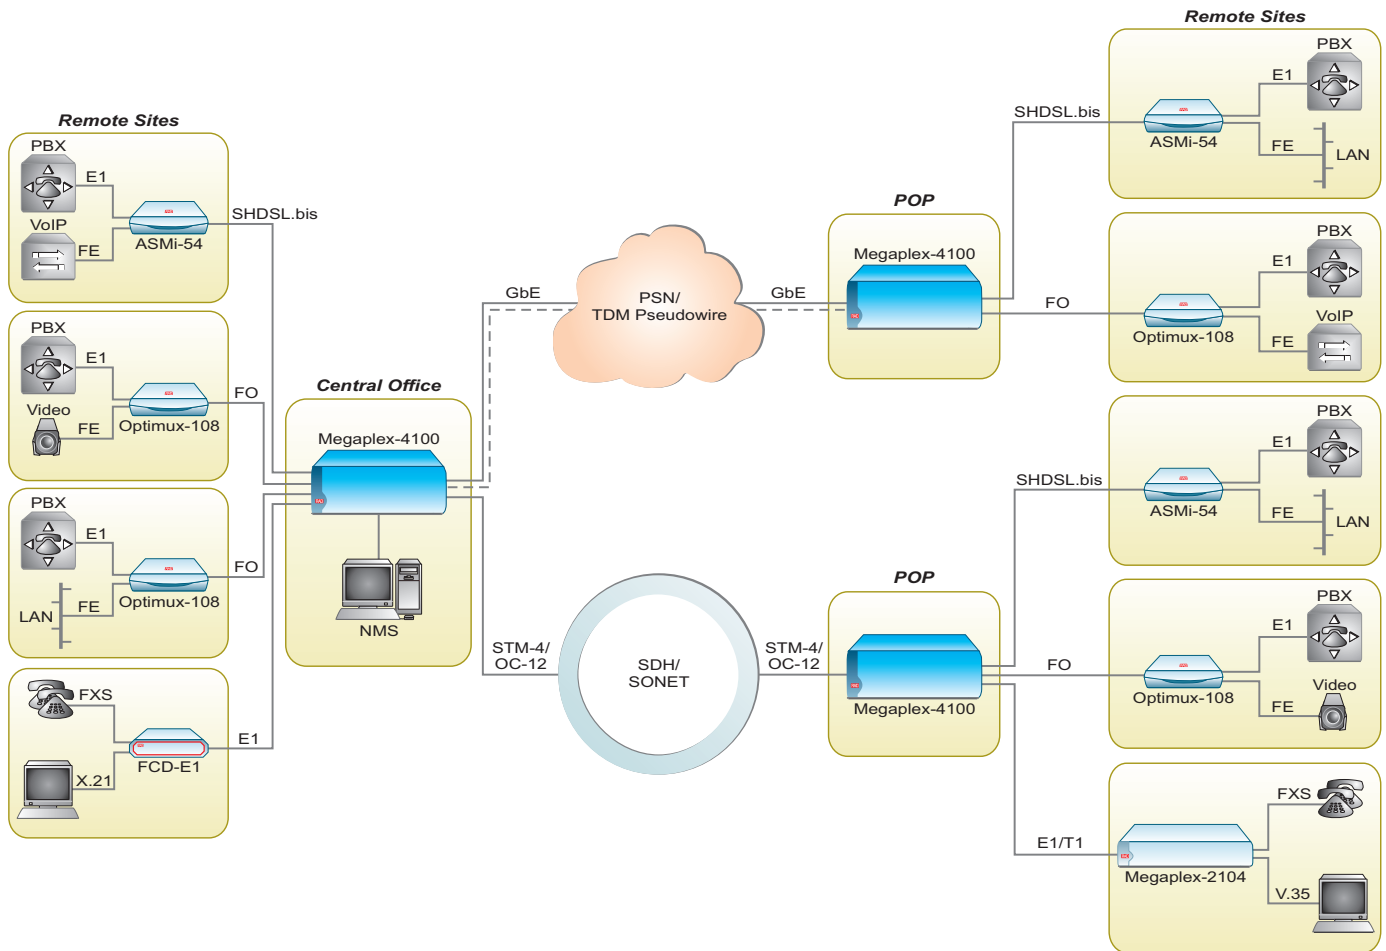 Remote Sites
PBX
E1
VoIP
FE
ASMi-54
SHDSL.bis
PBX
E1
Video
FE
Optimux-108
FO
PBX
E1
LAN
FE
Optimux-108
FO
FXS
X.21
FCD-E1
E1
Central Office
Megaplex-4100
NMS
GbE
PSN/
TDM Pseudowire
GbE
STM-4/
OC-12
SDH/
SONET
STM-4/
OC-12
POP
Megaplex-4100
SHDSL.bis
FO
POP
Megaplex-4100
SHDSL.bis
FO
E1/T1
Remote Sites
PBX
E1
ASMi-54
FE
LAN
PBX
E1
Optimux-108
VoIP
FE
PBX
E1
ASMi-54
FE
LAN
PBX
E1
Optimux-108
Video
FE
FXS
Megaplex-2104
V.35